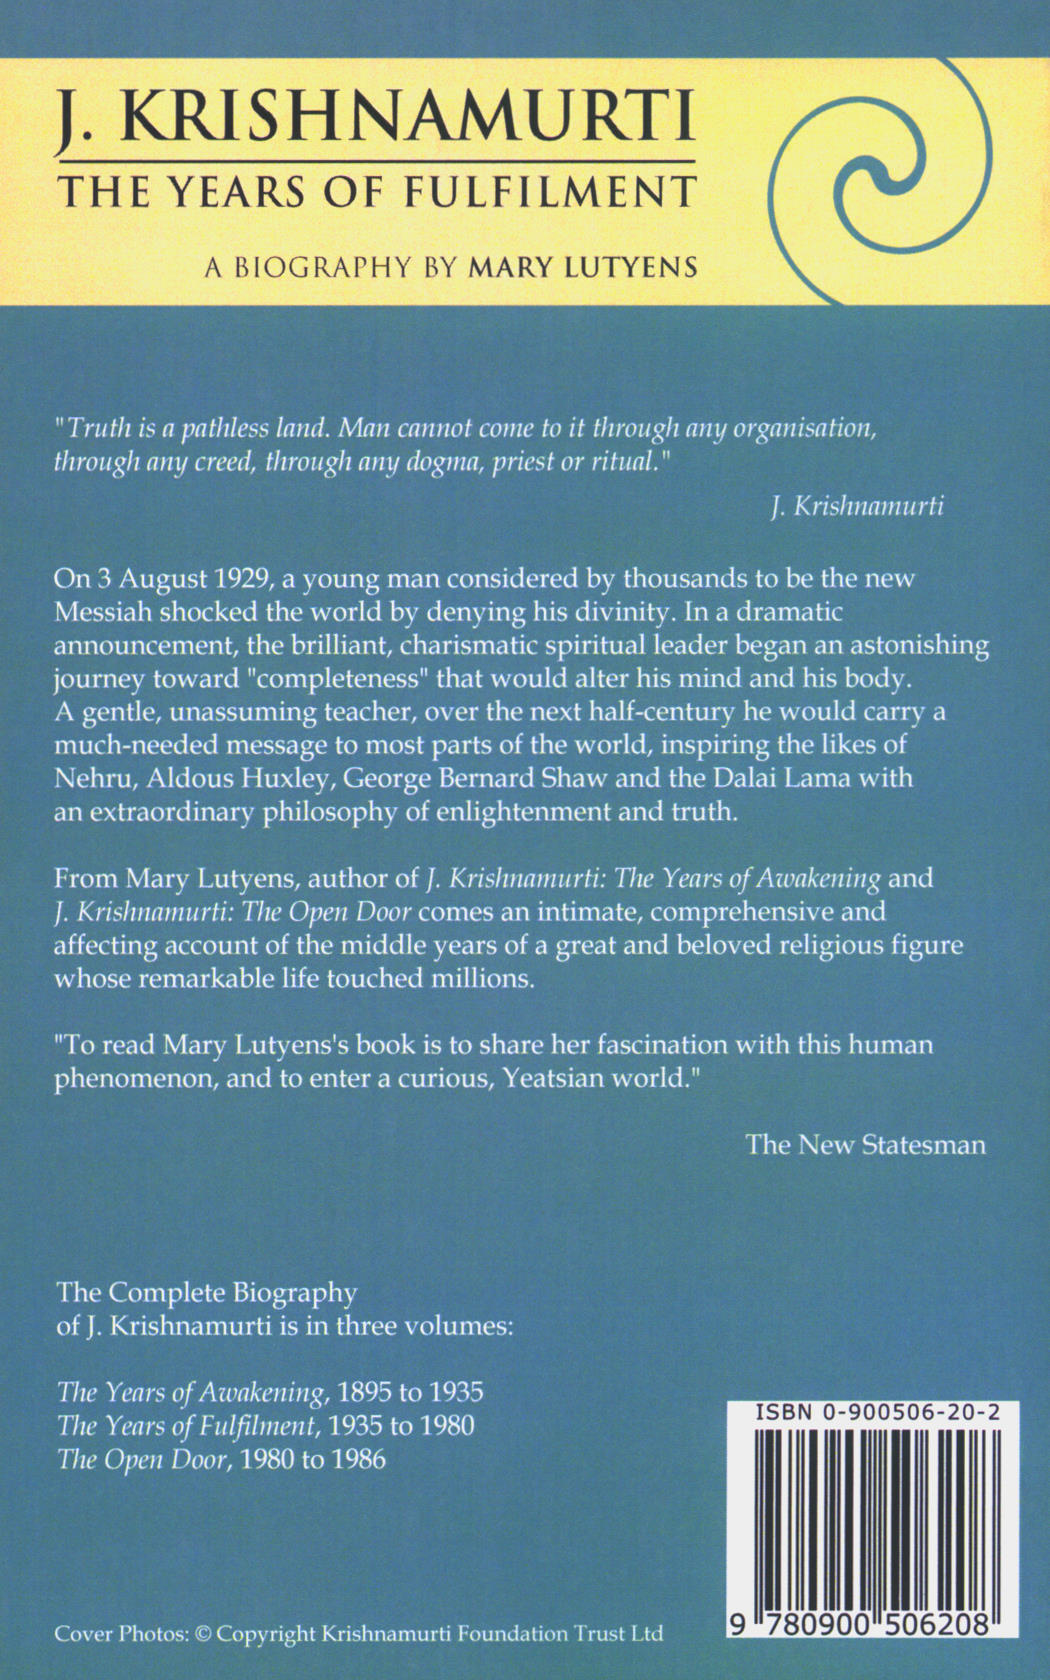 J. KRISHNAMURTI
THE YEARS OF FULFILMENT
A BIOGRAPHY BY MARY LUTYENS
"Truth is a pathless land. Man cannot come to it through any organisation,
through any creed, through any dogma, priest or ritual."
J. Krishnamurti
On 3 August 1929, a young man considered by thousands to be the new
Messiah shocked the world by denying his divinity. In a dramatic
announcement, the brilliant, charismatic spiritual leader began an astonishing
journey toward "completeness" that would alter his mind and his body.
A gentle, unassuming teacher, over the next half-century he would carry a
much-needed message to most parts of the world, inspiring the likes of
Nehru, Aldous Huxley, George Bernard Shaw and the Dalai Lama with
an extraordinary philosophy of enlightenment and truth.
From Mary Lutyens, author of J. Krishnamurti: The Years of Awakening and
J. Krishnamurti: The Open Door comes an intimate, comprehensive and
affecting account of the middle years of a great and beloved religious figure
whose remarkable life touched millions.
"To read Mary Lutyens's book is to share her fascination with this human
phenomenon, and to enter a curious, Yeatsian world."
The New Statesman
The Complete Biography
of J. Krishnamurti is in three volumes:
The Years of Awakening, 1895 to 1935
The Years of Fulfilment, 1935 to 1980
The Open Door, 1980 to 1986
ISBN 0-900506-20-2
9 780900 506208
Cover Photos: © Copyright Krishnamurti Foundation Trust Ltd